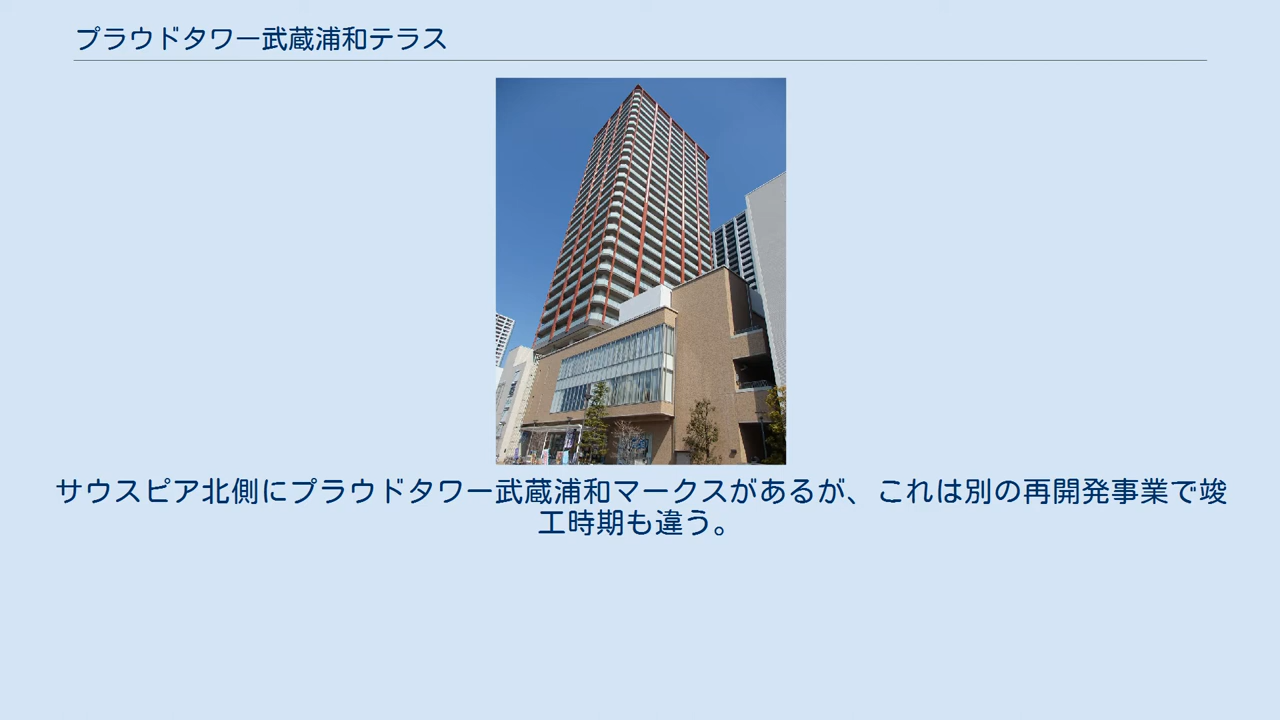 プラウドタワー武蔵浦和テラス
サウスピア北側にプラウドタワー武蔵浦和マークスがあるが、これは別の再開発事業で竣
工時期も違う。